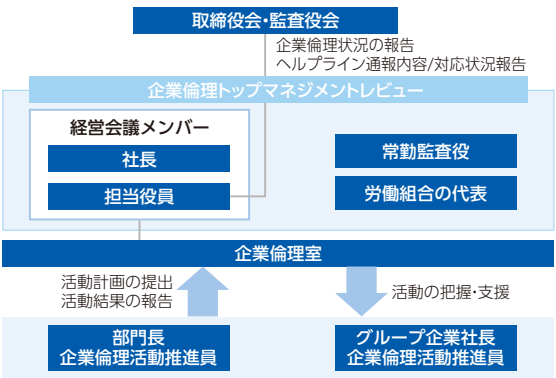 取締役会・監査役会
企業倫理状況の報告
ヘルプライン通報内容/対応状況報告
企業倫理トップマネジメントレビュー
経営会議メンバー
社長
担当役員
常勤監査役
労働組合の代表
企業倫理室
活動計画の提出
活動結果の報告
活動の把握・支援
部門長
企業倫理活動推進員
グループ企業社長
企業倫理活動推進員